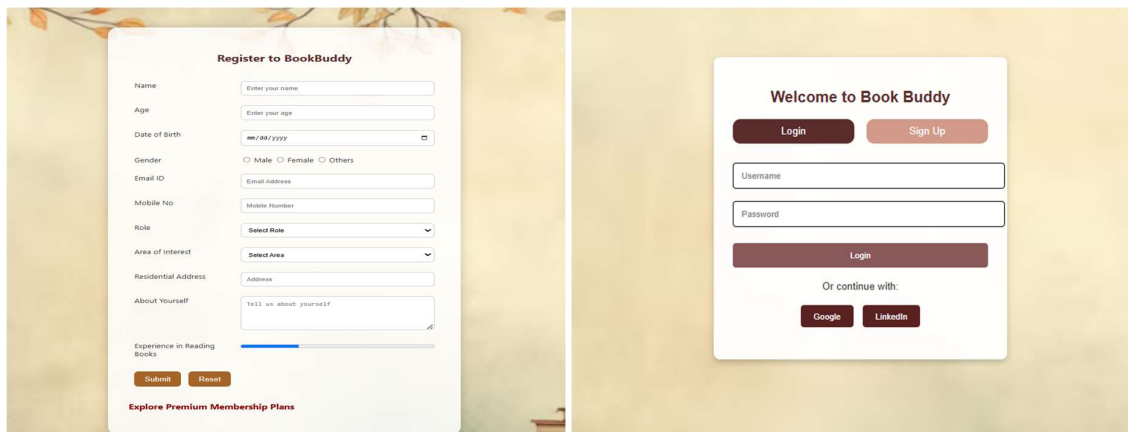 Register to BookBuddy
Name
Enter your name
Age
Enter your age
Date of Birth
mm/dd/yyyy
Gender
Male Female Others
Email ID
Email Address
Mobile No
Mobile Number
Role
Select Role
Area of Interest
Select Area
Residential Address
Address
About Yourself
Tell us about yourself
Experience in Reading
Books
Submit Reset
Explore Premium Membership Plans
Welcome to Book Buddy
Login Sign Up
Username
Password
Login
Or continue with:
Google LinkedIn